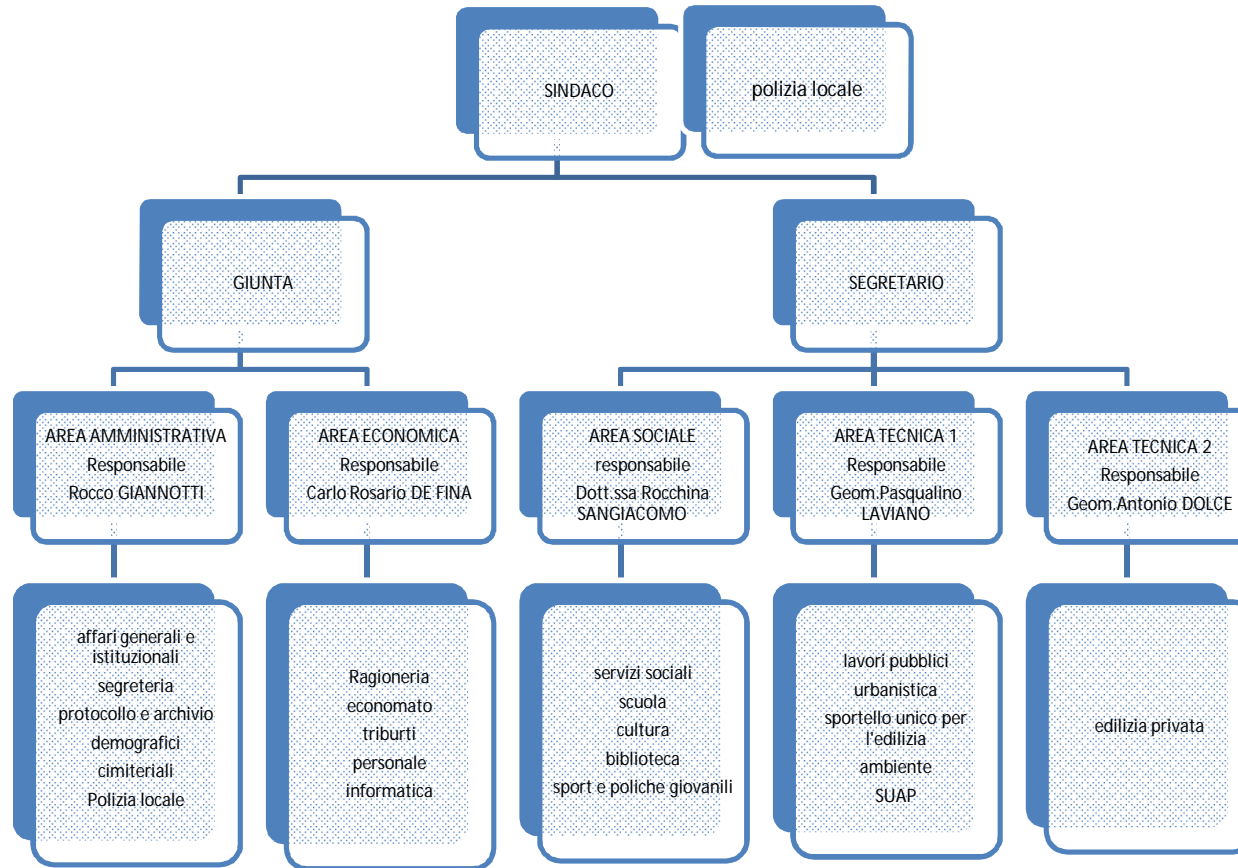 SINDACO
polizia locale
GIUNTA
SEGRETARIO
AREA AMMINISTRATIVA
Responsabile
Rocco GIANNOTTI
AREA ECONOMICA
Responsabile
Carlo Rosario DE FINA
AREA SOCIALE
responsabile
Dott.ssa Rocchina
SANGIACOMO
AREA TECNICA 1
Responsabile
Geom.Pasqualino
LAVIANO
AREA TECNICA 2
Responsabile
Geom.Antonio DOLCE
affari generali e
istituzionali
segreteria
protocollo e archivio
demografici
cimiteriali
Polizia locale
Ragioneria
economato
triburti
personale
informatica
servizi sociali
scuola
cultura
biblioteca
sport e poliche giovanili
lavori pubblici
urbanistica
sportello unico per
l'edilizia
ambiente
SUAP
edilizia privata